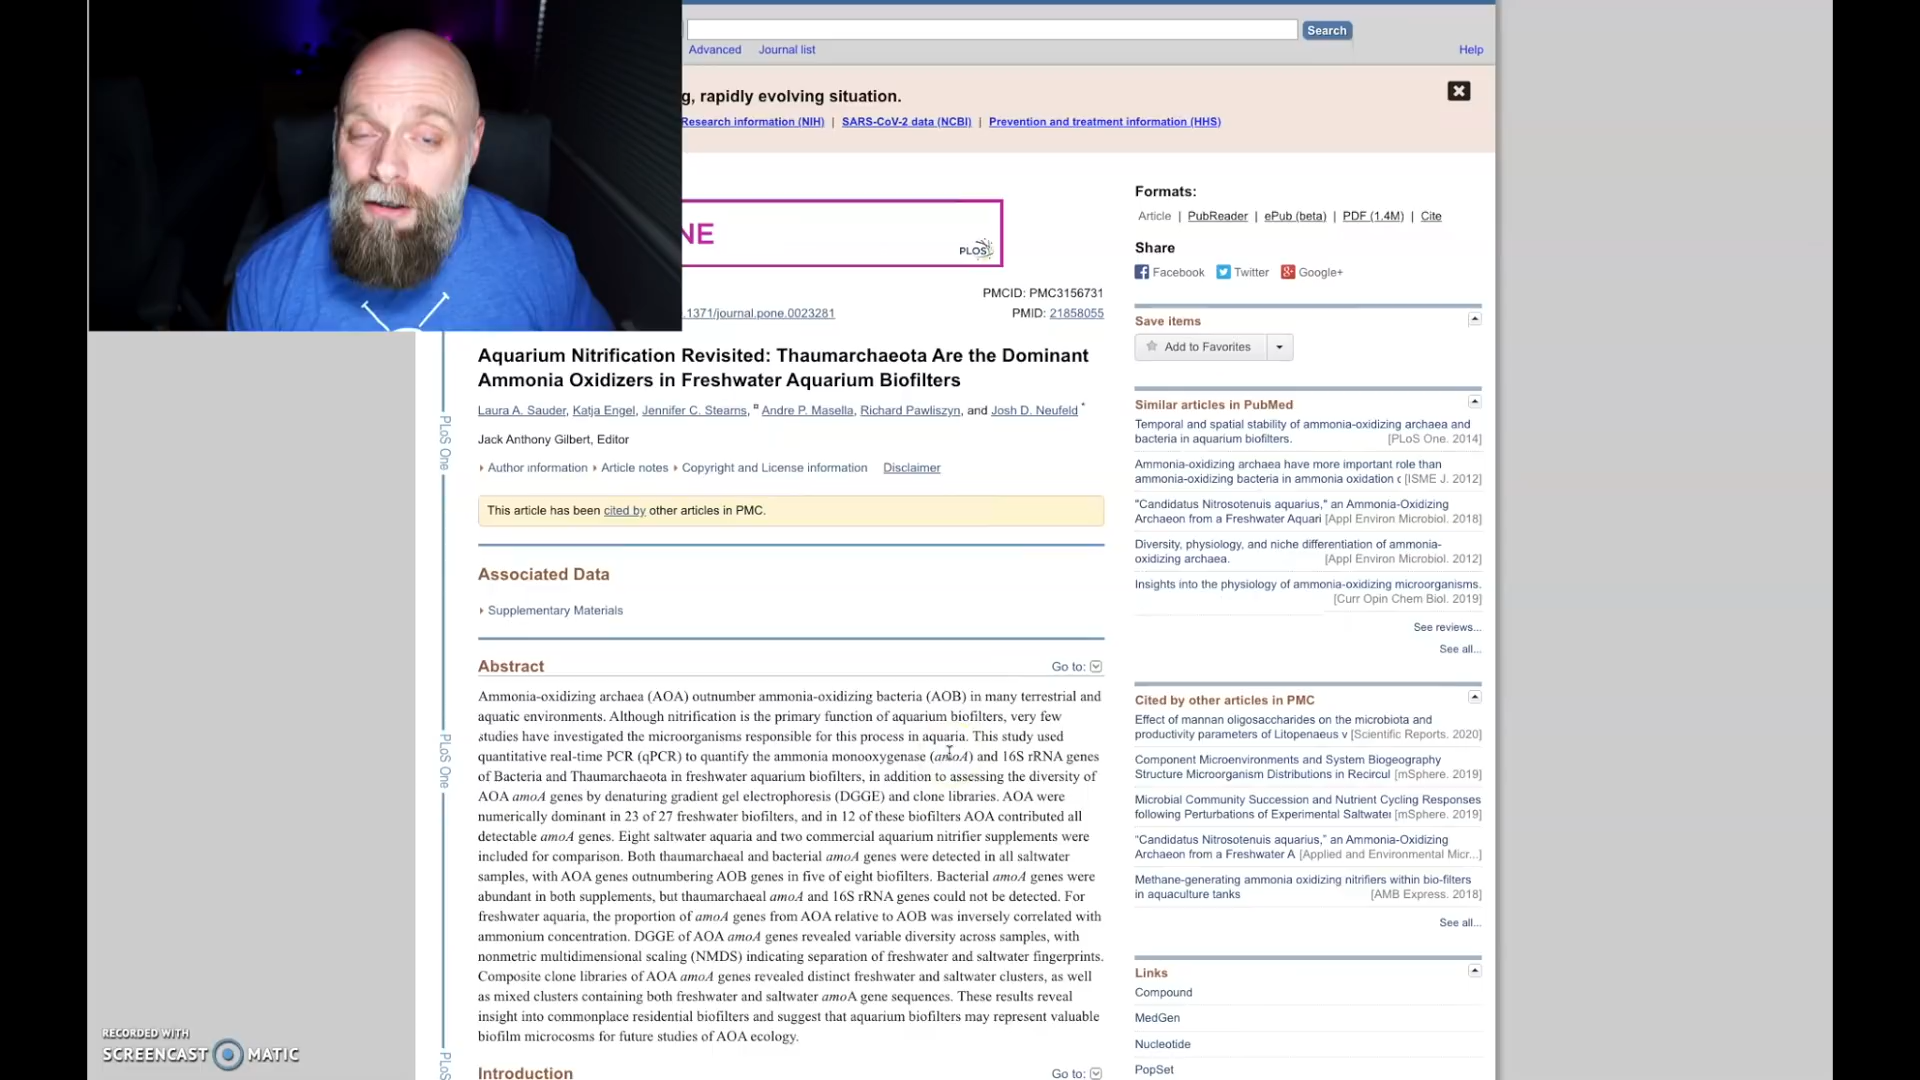 Search
Advanced Journal list Help
g, rapidly evolving situation.
Research information (NIH) | SARS-CoV-2 data (NCBI) | Prevention and treatment information (HHS)
NE
PLOS
PMCID: PMC3156731
.1371/journal.pone.0023281 PMID: 21858055
Aquarium Nitrification Revisited: Thaumarchaeota Are the Dominant
Ammonia Oxidizers in Freshwater Aquarium Biofilters
Laura A. Sauder, Katja Engel, Jennifer C. Stearns, ¤ Andre P. Masella, Richard Pawliszyn, and Josh D. Neufeld *
Jack Anthony Gilbert, Editor
Author information Article notes Copyright and License information Disclaimer
This article has been cited by other articles in PMC.
Associated Data
Supplementary Materials
Abstract Go to:
Ammonia-oxidizing archaea (AOA) outnumber ammonia-oxidizing bacteria (AOB) in many terrestrial and
aquatic environments. Although nitrification is the primary function of aquarium biofilters, very few
studies have investigated the microorganisms responsible for this process in aquaria. This study used
quantitative real-time PCR (qPCR) to quantify the ammonia monooxygenase (amoA) and 16S rRNA genes
of Bacteria and Thaumarchaeota in freshwater aquarium biofilters, in addition to assessing the diversity of
AOA amoA genes by denaturing gradient gel electrophoresis (DGGE) and clone libraries. AOA were
numerically dominant in 23 of 27 freshwater biofilters, and in 12 of these biofilters AOA contributed all
detectable amoA genes. Eight saltwater aquaria and two commercial aquarium nitrifier supplements were
included for comparison. Both thaumarchaeal and bacterial amoA genes were detected in all saltwater
samples, with AOA genes outnumbering AOB genes in five of eight biofilters. Bacterial amoA genes were
abundant in both supplements, but thaumarchaeal amoA and 16S rRNA genes could not be detected. For
freshwater aquaria, the proportion of amoA genes from AOA relative to AOB was inversely correlated with
ammonium concentration. DGGE of AOA amoA genes revealed variable diversity across samples, with
nonmetric multidimensional scaling (NMDS) indicating separation of freshwater and saltwater fingerprints.
Composite clone libraries of AOA amoA genes revealed distinct freshwater and saltwater clusters, as well
as mixed clusters containing both freshwater and saltwater amoA gene sequences. These results reveal
insight into commonplace residential biofilters and suggest that aquarium biofilters may represent valuable
biofilm microcosms for future studies of AOA ecology.
Introduction Go to:
PLoS One
PLoS One
PLoS
Formats:
Article | PubReader | ePub (beta) | PDF (1.4M) | Cite
Share
Facebook Twitter Google+
Save items
Add to Favorites
Similar articles in PubMed
Temporal and spatial stability of ammonia-oxidizing archaea and
bacteria in aquarium biofilters. [PLoS One. 2014]
Ammonia-oxidizing archaea have more important role than
ammonia-oxidizing bacteria in ammonia oxidation c [ISME J. 2012]
"Candidatus Nitrosotenuis aquarius," an Ammonia-Oxidizing
Archaeon from a Freshwater Aquari [Appl Environ Microbiol. 2018]
Diversity, physiology, and niche differentiation of ammonia-
oxidizing archaea. [Appl Environ Microbiol. 2012]
Insights into the physiology of ammonia-oxidizing microorganisms.
[Curr Opin Chem Biol. 2019]
See reviews...
See all...
Cited by other articles in PMC
Effect of mannan oligosaccharides on the microbiota and
productivity parameters of Litopenaeus v [Scientific Reports. 2020]
Component Microenvironments and System Biogeography
Structure Microorganism Distributions in Recircul [mSphere. 2019]
Microbial Community Succession and Nutrient Cycling Responses
following Perturbations of Experimental Saltwater [mSphere. 2019]
"Candidatus Nitrosotenuis aquarius," an Ammonia-Oxidizing
Archaeon from a Freshwater A [Applied and Environmental Micr...]
Methane-generating ammonia oxidizing nitrifiers within bio-filters
in aquaculture tanks [AMB Express. 2018]
See all...
Links
Compound
MedGen
Nucleotide
PopSet
RECORDED WITH
SCREENCAST MATIC